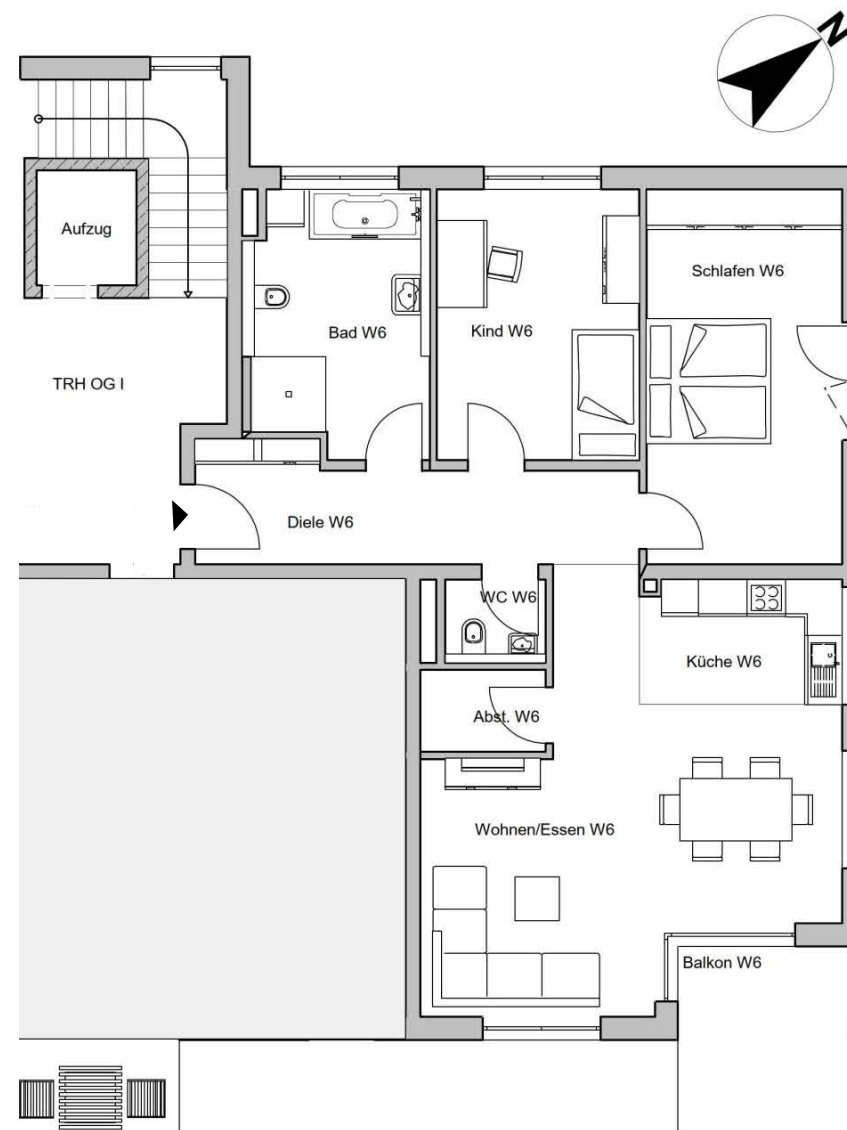 N
Aufzug
Schlafen W6
Bad W6
Kind W6
TRH OG I
Diele W6
WC W6
Küche W6
Abst. W6
Wohnen/Essen W6
Balkon W6